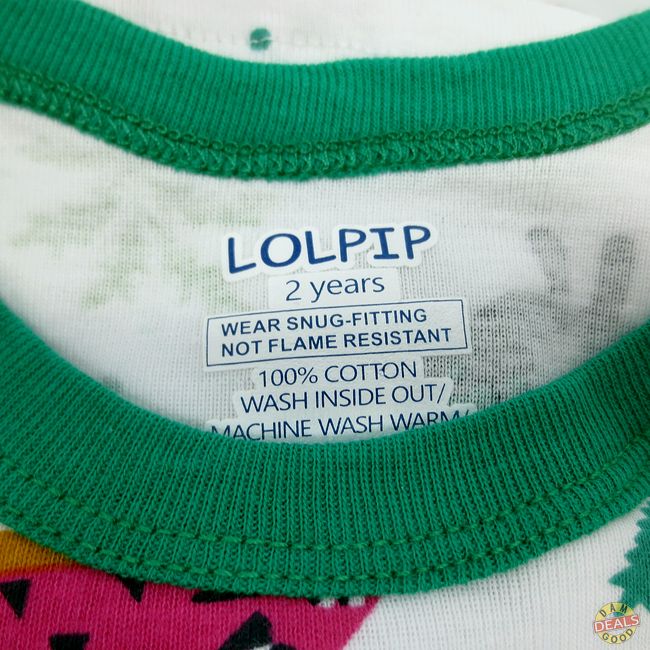 LOLPIP
2 years
WEAR SNUG-FITTING
NOT FLAME RESISTANT
100% COTTON
WASH INSIDE OUT/
MACHINE WASH WARM/
DAM
DEALS
GOOD